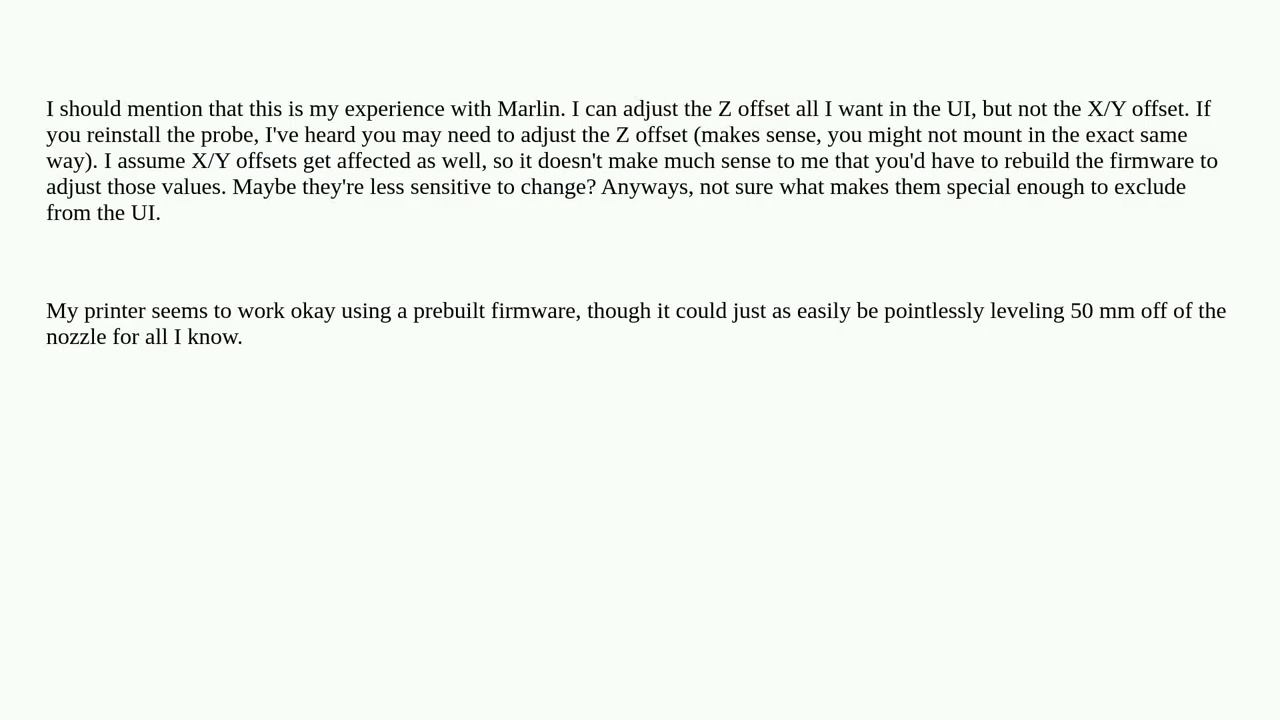 I should mention that this is my experience with Marlin. I can adjust the Z offset all I want in the UI, but not the X/Y offset. If
you reinstall the probe, I've heard you may need to adjust the Z offset (makes sense, you might not mount in the exact same
way). I assume X/Y offsets get affected as well, so it doesn't make much sense to me that you'd have to rebuild the firmware to
adjust those values. Maybe they're less sensitive to change? Anyways, not sure what makes them special enough to exclude
from the UI.
My printer seems to work okay using a prebuilt firmware, though it could just as easily be pointlessly leveling 50 mm off of the
nozzle for all I know.